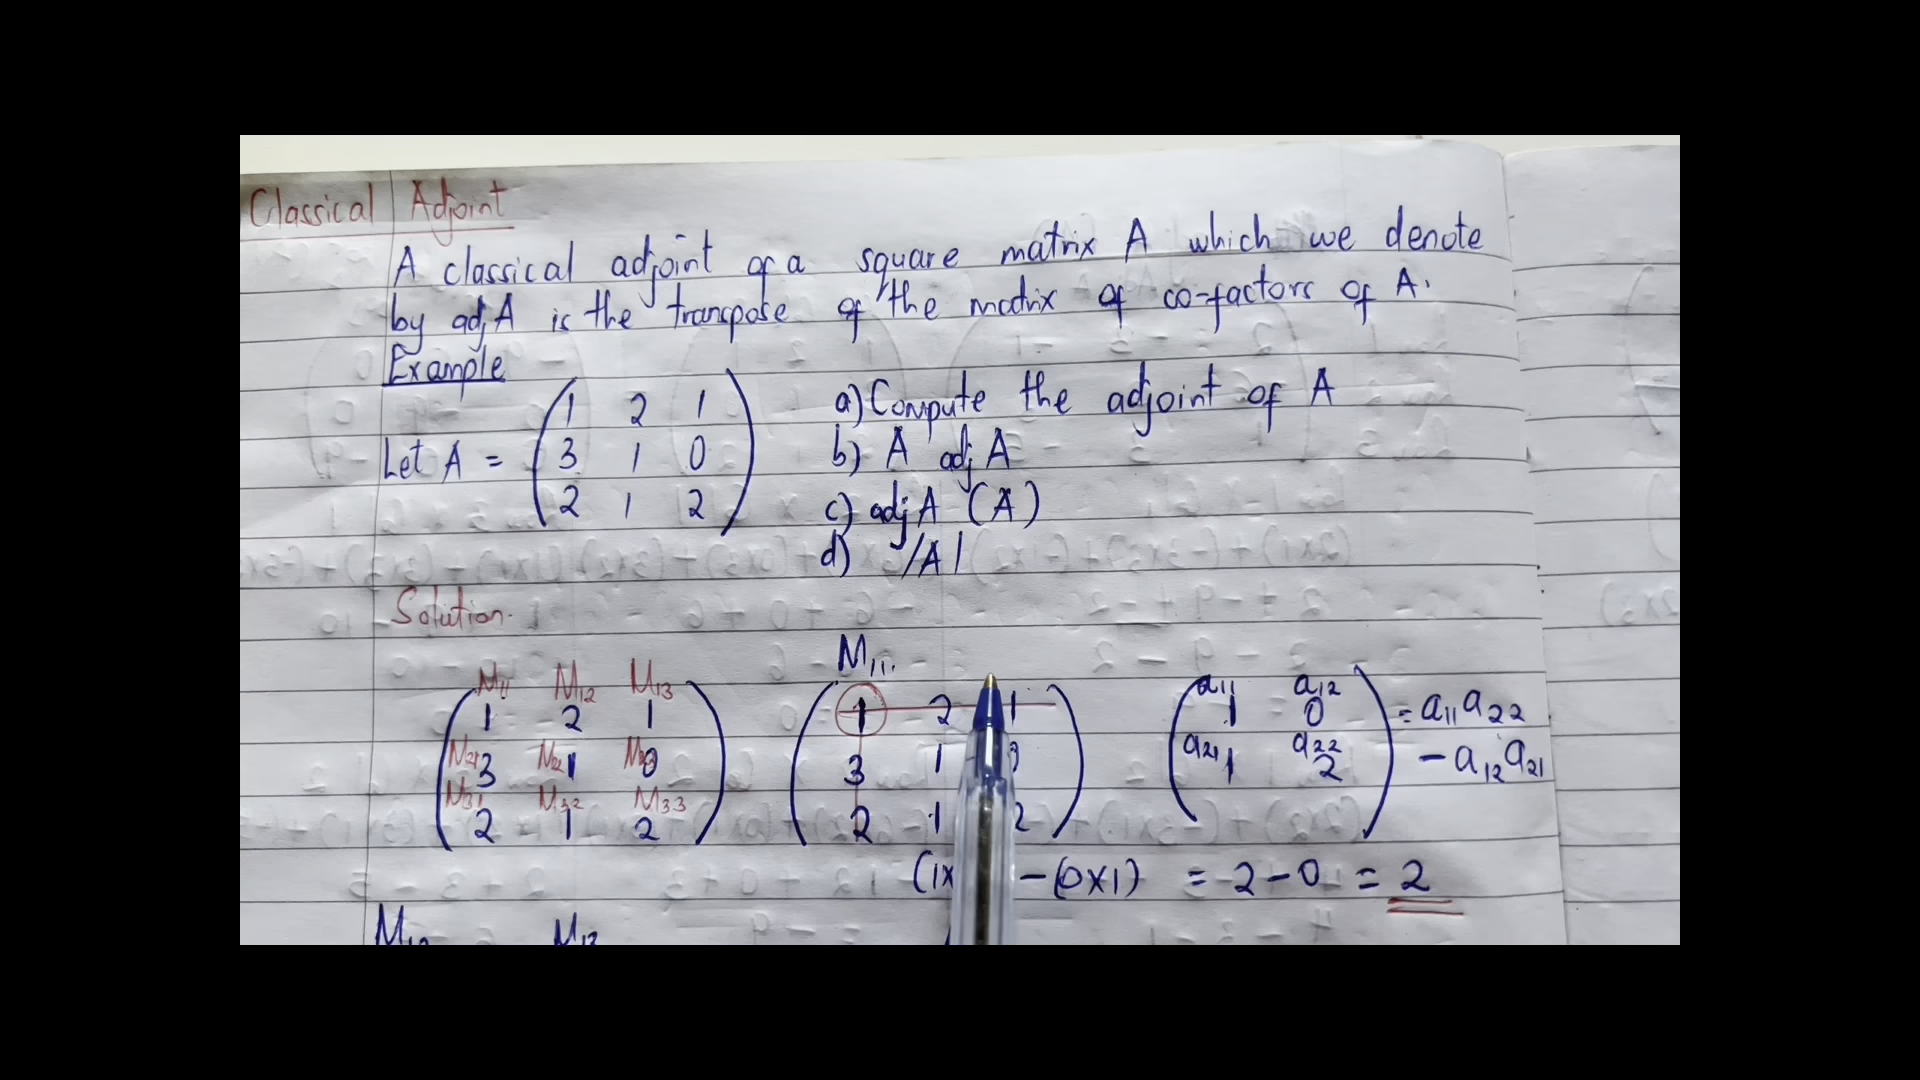 Classical Adjoint
A classical adjoint of a square matrix A which we denote
by adj A is the transpose of the matrix of co-factors of A.
Example
Let A = (1 2 1
3 1 0
2 1 2)
a) Compute the adjoint of A
b) A adj A
c) adj A (A)
d) |A|
Solution.
M11 M12 M13
1 2 1
M21 M22
3 1 0
M31 M32 M33
2 1 2
M11.
1 2 1
3 1
2 1 2
a11 a12
1 0
a21 a22
1 2
= a11 a22
- a12 a21
(1x - (0x1) = 2-0 = 2
M12 M13